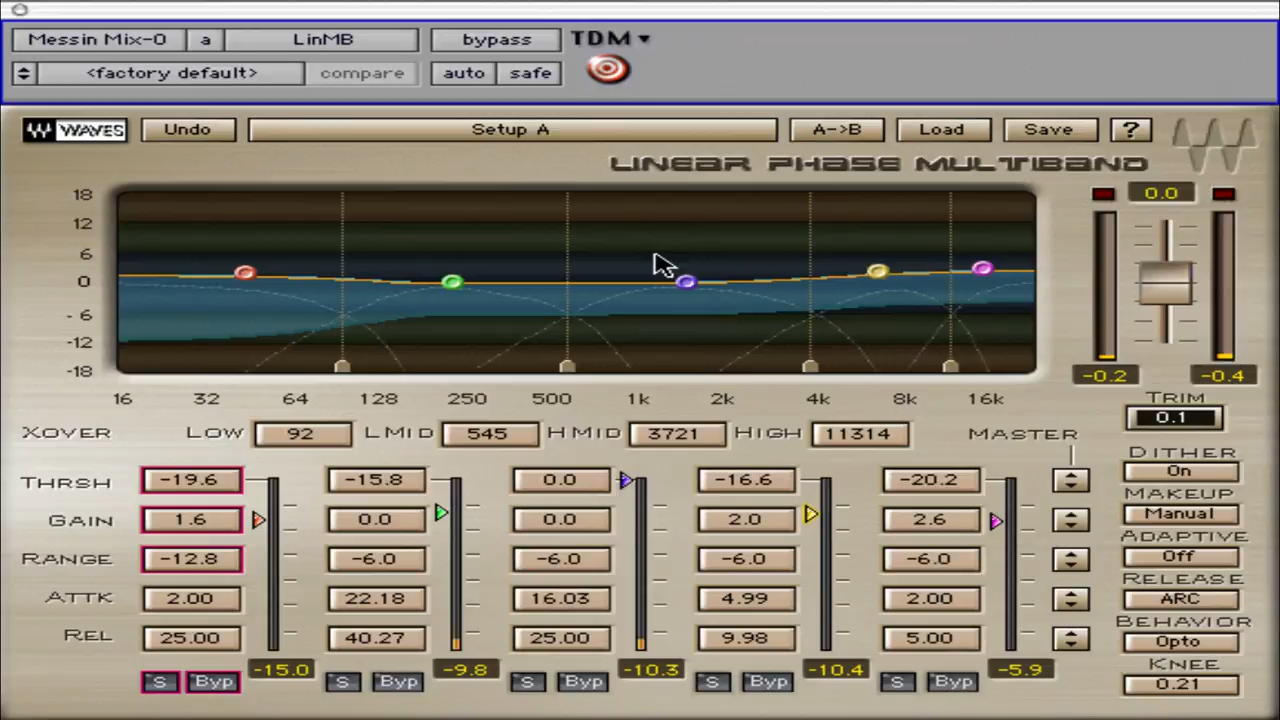 Messin Mix-0 a LinMB bypass TDM
<factory default> compare auto safe
WAVES Undo Setup A A->B Load Save ?
LINEAR PHASE MULTIBAND
18
12
6
0
-6
-12
-18
0.0
-0.2 -0.4
16 32 64 128 250 500 1k 2k 4k 8k 16k
TRIM
0.1
XOVER LOW 92 LMID 545 HMID 3721 HIGH 11314 MASTER
THRSH -19.6 -15.8 0.0 -16.6 -20.2
GAIN 1.6 0.0 0.0 2.0 2.6
RANGE -12.8 -6.0 -6.0 -6.0 -6.0
ATTK 2.00 22.18 16.03 4.99 2.00
REL 25.00 40.27 25.00 9.98 5.00
-15.0 -9.8 -10.3 -10.4 -5.9
S Byp S Byp S Byp S Byp S Byp
DITHER
On
MAKEUP
Manual
ADAPTIVE
Off
RELEASE
ARC
BEHAVIOR
Opto
KNEE
0.21